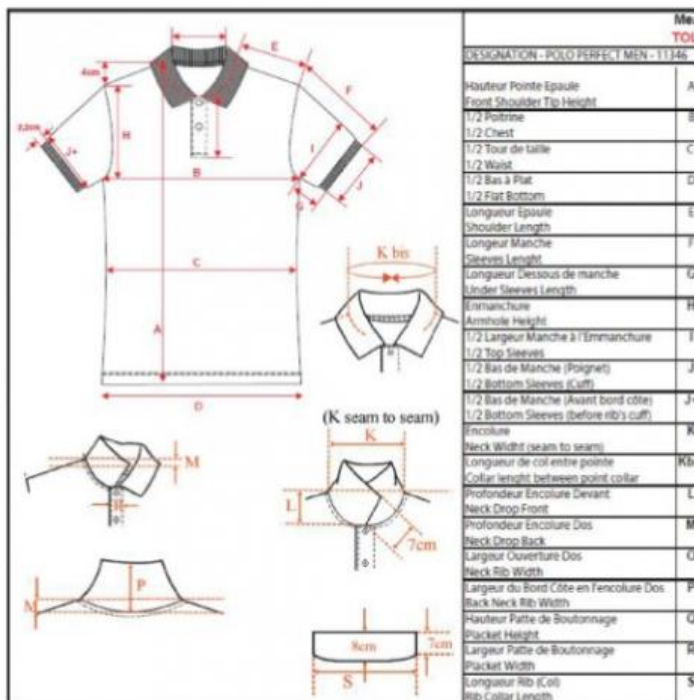 Mea
TOL
DESIGNATION - POLO PERFECT MEN - 11346
Hauteur Pointe Epaule
Front Shoulder Tip Height
A
1/2 Poitrine
1/2 Chest
B
1/2 Tour de taille
1/2 Waist
C
1/2 Bas à Plat
1/2 Flat Bottom
D
Longueur Epaule
Shoulder Length
E
Longeur Manche
Sleeves Lenght
F
Longueur Dessous de manche
Under Sleeves Length
G
Enmanchure
Armhole Height
H
1/2 Largeur Manche à l'Emmanchure
1/2 Top Sleeves
I
1/2 Bas de Manche (Poignet)
1/2 Bottom Sleeves (Cuff)
J
1/2 Bas de Manche (Avant bord côte)
1/2 Bottom Sleeves (before rib's cuff)
J+
Encolure
Neck Widht (seam to seam)
K
Longueur de col entre pointe
Collar lenght between point collar
Kb
Profondeur Encolure Devant
Neck Drop Front
L
Profondeur Encolure Dos
Neck Drop Back
M
Largeur Ouverture Dos
Neck Rib Width
O
Largeur du Bord Côte en l'encolure Dos
Back Neck Rib Width
P
Hauteur Patte de Boutonnage
Placket Height
Q
Largeur Patte de Boutonnage
Placket Width
R
Longueur Rib (Col)
Rib Collar Length
S
4cm
E
F
H
J+
B
I
J
G
C
A
D
K bis
(K seam to seam)
K
M
L
7cm
P
8cm
7cm
S